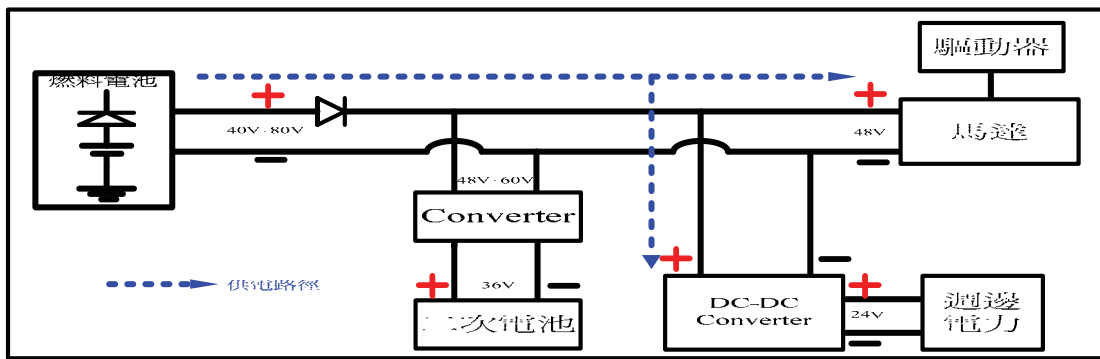 驅動器
燃料電池
40V - 80V
48V
馬達
48V - 60V
Converter
供電路徑
36V
二次電池
DC-DC
Converter
24V
週邊
電力